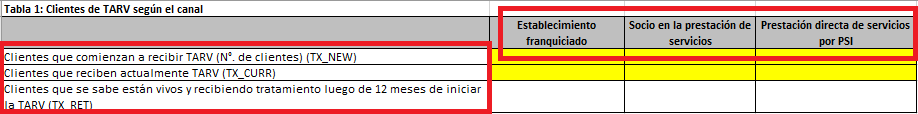 Tabla 1: Clientes de TARV según el canal
Establecimiento franquiciado
Socio en la prestación de servicios
Prestación directa de servicios por PSI
Clientes que comienzan a recibir TARV (N°. de clientes) (TX_NEW)
Clientes que reciben actualmente TARV (TX_CURR)
Clientes que se sabe están vivos y recibiendo tratamiento luego de 12 meses de iniciar
la TARV (TX_RET)